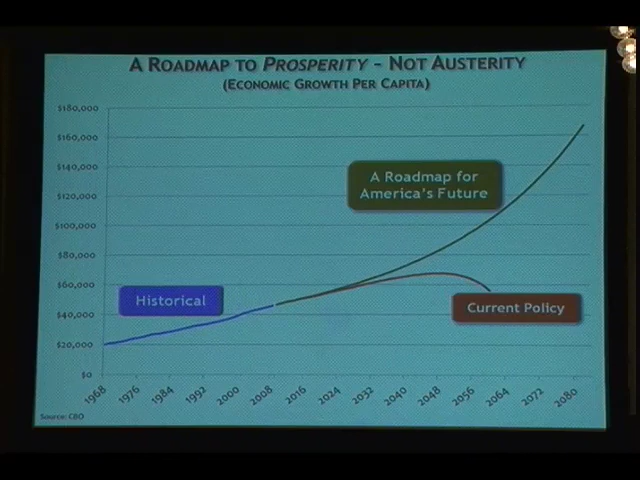 A ROADMAP TO PROSPERITY - NOT AUSTERITY
(ECONOMIC GROWTH PER CAPITA)
$180,000
$160,000
$140,000
$120,000
$100,000
$80,000
$60,000
$40,000
$20,000
$0
A Roadmap for
America's Future
Historical
Current Policy
1968 1976 1984 1992 2000 2008 2016 2024 2032 2040 2048 2056 2064 2072 2080
Source: CBO